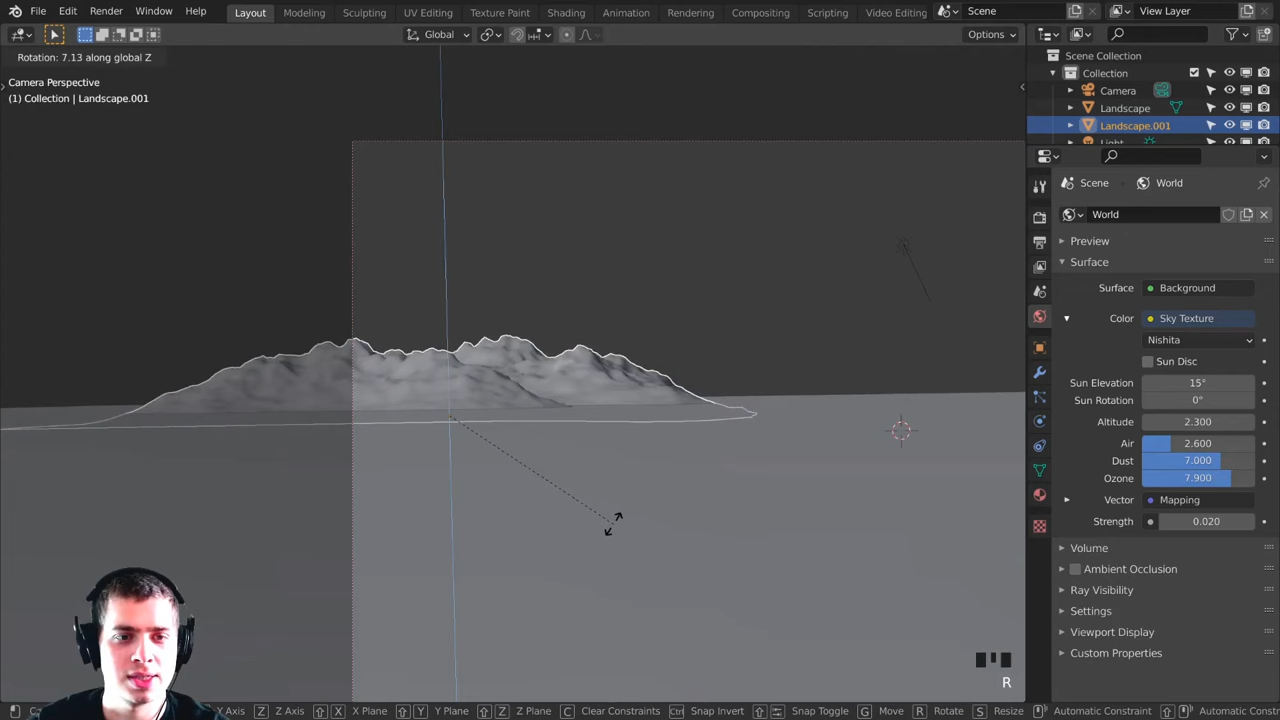 File Edit Render Window Help Layout Modeling Sculpting UV Editing Texture Paint Shading Animation Rendering Compositing Scripting Video Editing Scene View Layer
Global Options
Rotation: 7.13 along global Z
Camera Perspective
(1) Collection | Landscape.001
Scene Collection
Collection
Camera
Landscape
Landscape.001
Light
Scene World
World
Preview
Surface
Surface Background
Color Sky Texture
Nishita
Sun Disc
Sun Elevation 15°
Sun Rotation 0°
Altitude 2.300
Air 2.600
Dust 7.000
Ozone 7.900
Vector Mapping
Strength 0.020
Volume
Ambient Occlusion
Ray Visibility
Settings
Viewport Display
Custom Properties
R
Y Axis Z Z Axis X X Plane Y Y Plane Z Z Plane C Clear Constraints Ctrl Snap Invert Snap Toggle G Move R Rotate S Resize Automatic Constraint Automatic Constr